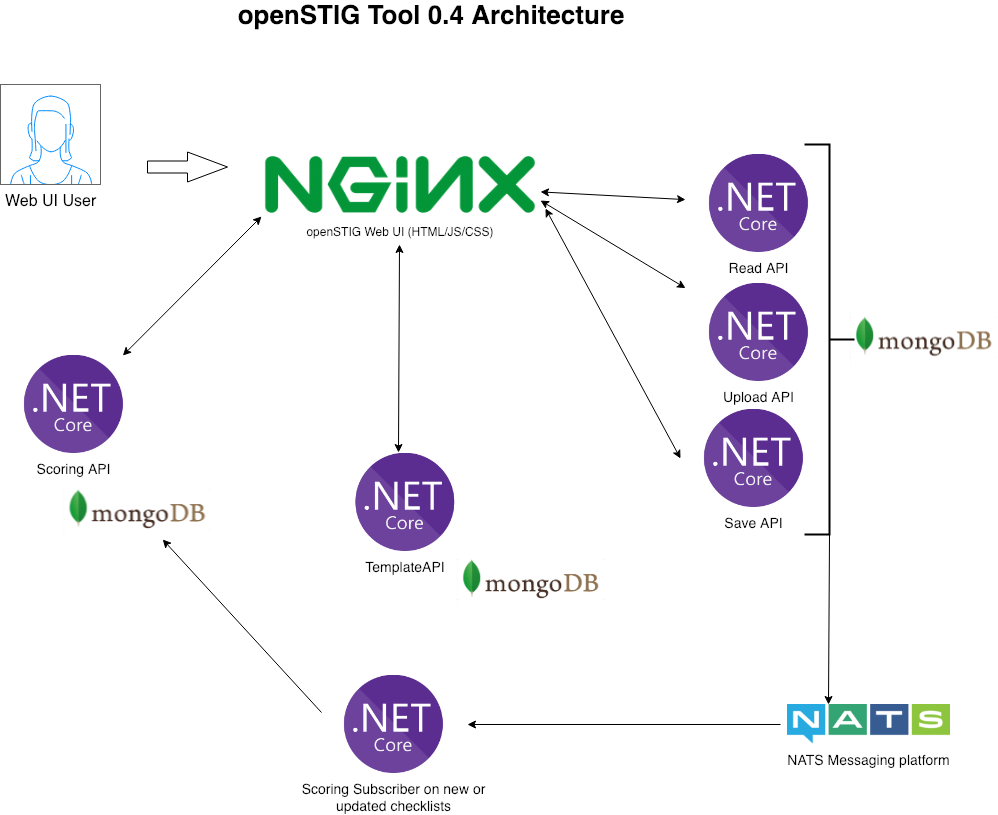 openSTIG Tool 0.4 Architecture
Web UI User
NGiNX
openSTIG Web UI (HTML/JS/CSS)
.NET
Core
Read API
.NET
Core
Upload API
mongoDB
.NET
Core
Save API
.NET
Core
Scoring API
mongoDB
.NET
Core
TemplateAPI
mongoDB
.NET
Core
Scoring Subscriber on new or
updated checklists
NATS
NATS Messaging platform